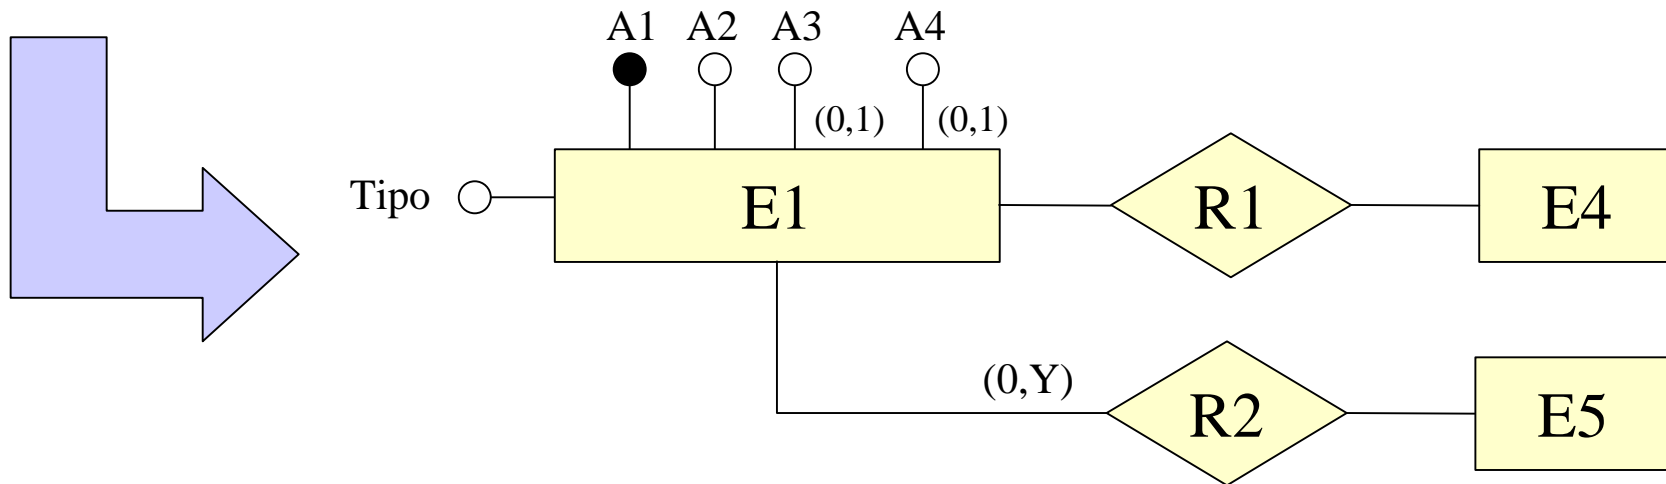 A1 A2 A3 A4
(0,1) (0,1)
Tipo E1 R1 E4
(0,Y)
R2 E5